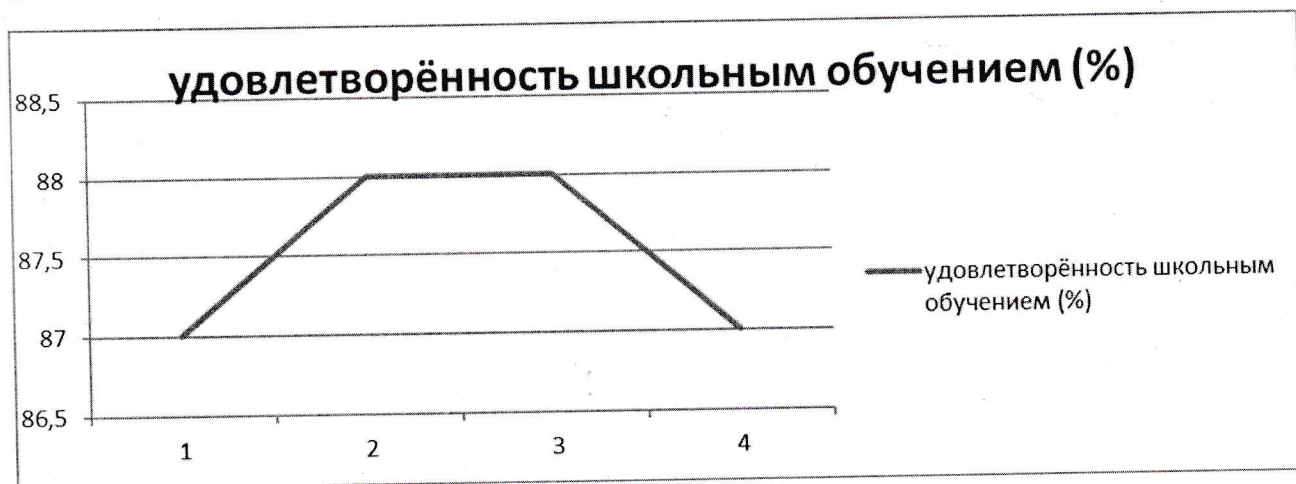 удовлетворённость школьным обучением (%)
88,5
88
87,5
87
86,5
1 2 3 4
удовлетворённость школьным
обучением (%)